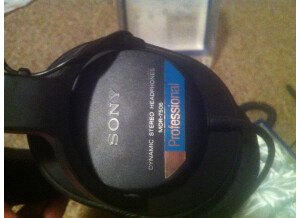 SONY
DYNAMIC STEREO HEADPHONES
MDR-7506
Professional